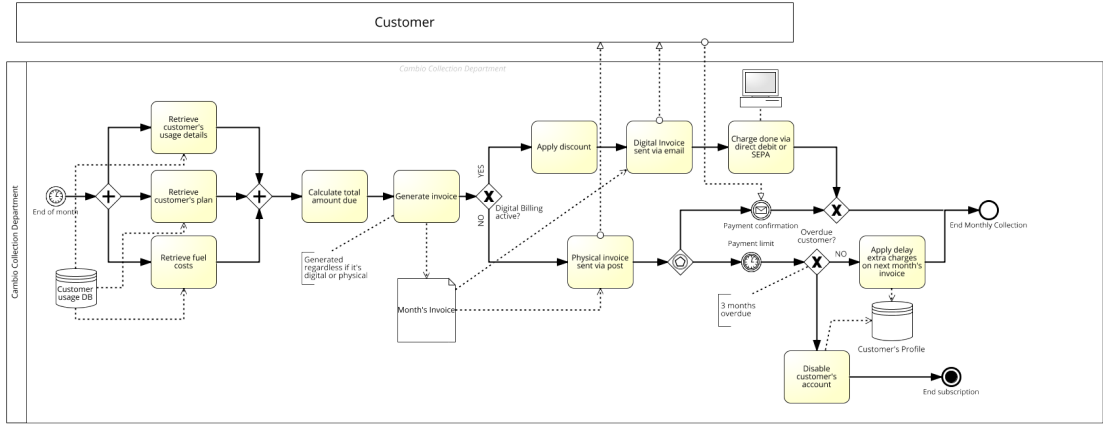 Customer
Cambio Collection Department
Cambio Collection Department
End of month
Retrieve
customer's
usage details
Retrieve
customer's plan
Retrieve fuel
costs
Customer
usage DB
Calculate total
amount due
Generate invoice
Generated
regardless if it's
digital or physical
Month's Invoice
YES
Digital Billing
active?
NO
Apply discount
Digital Invoice
sent via email
Charge done via
direct debit or
SEPA
Physical invoice
sent via post
Payment confirmation
Payment limit
Overdue
customer?
NO
3 months
overdue
Apply delay
extra charges
on next month's
invoice
Customer's Profile
Disable
customer's
account
End Monthly Collection
End subscription